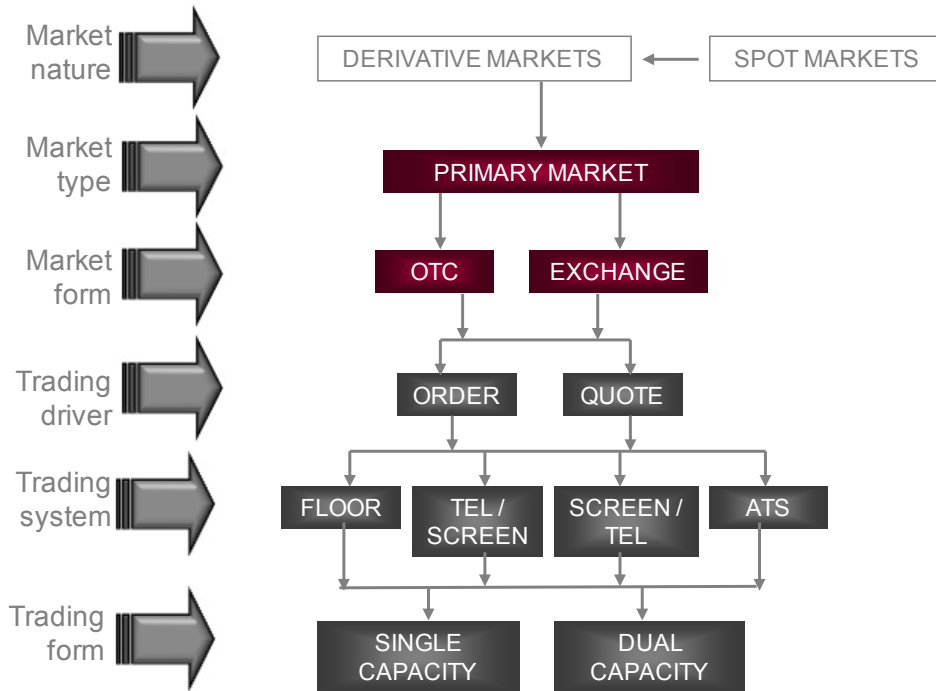 Market
nature
DERIVATIVE MARKETS
SPOT MARKETS
Market
type
PRIMARY MARKET
Market
form
OTC
EXCHANGE
Trading
driver
ORDER
QUOTE
Trading
system
FLOOR
TEL /
SCREEN
SCREEN /
TEL
ATS
Trading
form
SINGLE
CAPACITY
DUAL
CAPACITY